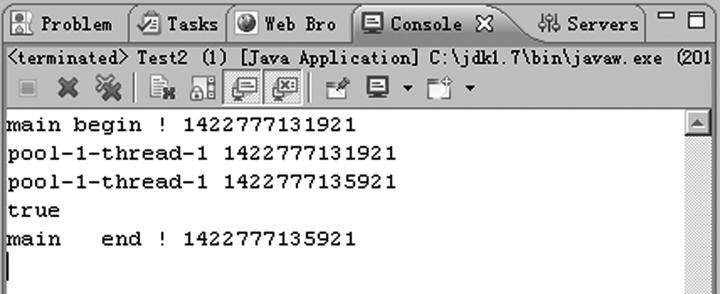 Problem Tasks Web Bro Console Servers
<terminated> Test2 (1) [Java Application] C:\jdk1.7\bin\javaw.exe (201
main begin ! 1422777131921
pool-1-thread-1 1422777131921
pool-1-thread-1 1422777135921
true
main   end ! 1422777135921